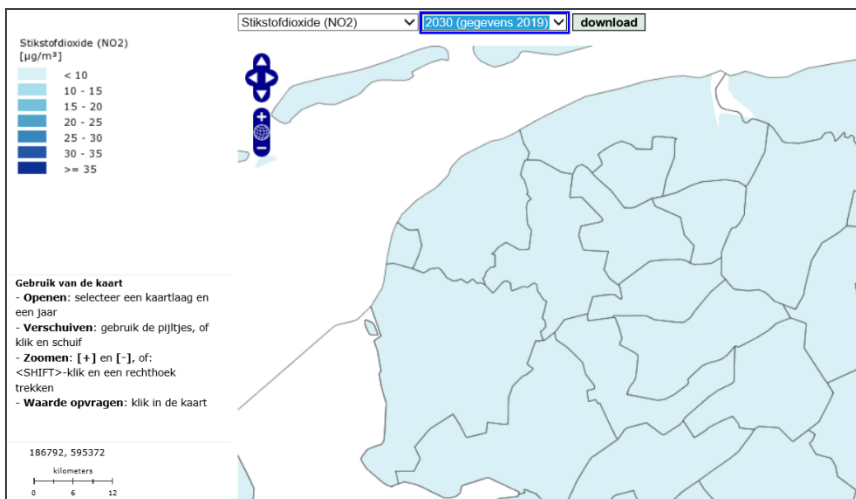 Stikstofdioxide (NO2) 2030 (gegevens 2019) download
Stikstofdioxide (NO2)
[µg/m³]
< 10
10 - 15
15 - 20
20 - 25
25 - 30
30 - 35
>= 35
Gebruik van de kaart
- Openen: selecteer een kaartlaag en
een jaar
- Verschuiven: gebruik de pijltjes, of
klik en schuif
- Zoomen: [+] en [-], of:
<SHIFT>-klik en een rechthoek
trekken
- Waarde opvragen: klik in de kaart
186792, 595372
kilometers
0 6 12